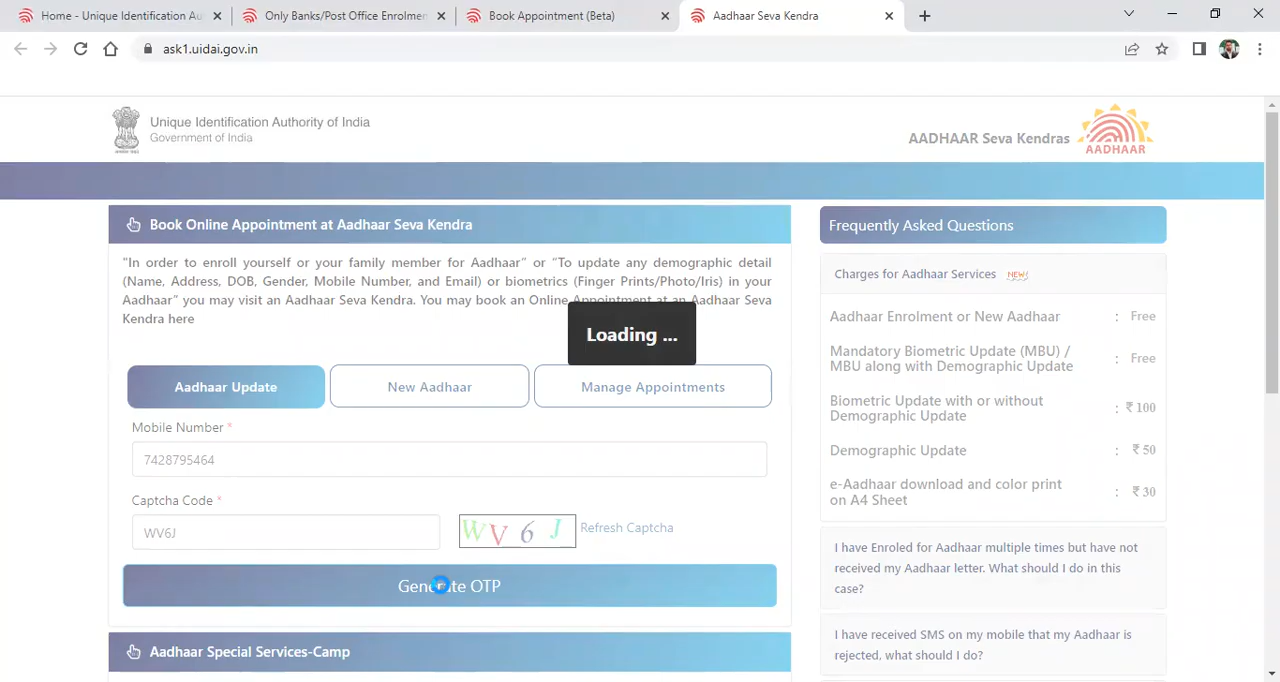 Home - Unique Identification Au
Only Banks/Post Office Enrolmen
Book Appointment (Beta)
Aadhaar Seva Kendra
ask1.uidai.gov.in
Unique Identification Authority of India
Government of India
AADHAAR Seva Kendras
AADHAAR
Book Online Appointment at Aadhaar Seva Kendra
"In order to enroll yourself or your family member for Aadhaar" or "To update any demographic detail
(Name, Address, DOB, Gender, Mobile Number, and Email) or biometrics (Finger Prints/Photo/Iris) in your
Aadhaar" you may visit an Aadhaar Seva Kendra. You may book an Online Appointment at an Aadhaar Seva
Kendra here
Loading ...
Aadhaar Update
New Aadhaar
Manage Appointments
Mobile Number *
7428795464
Captcha Code *
WV6J
WV6J
Refresh Captcha
Generate OTP
Aadhaar Special Services-Camp
Frequently Asked Questions
Charges for Aadhaar Services NEW!
Aadhaar Enrolment or New Aadhaar : Free
Mandatory Biometric Update (MBU) /
MBU along with Demographic Update : Free
Biometric Update with or without
Demographic Update : ₹ 100
Demographic Update : ₹ 50
e-Aadhaar download and color print
on A4 Sheet : ₹ 30
I have Enroled for Aadhaar multiple times but have not
received my Aadhaar letter. What should I do in this
case?
I have received SMS on my mobile that my Aadhaar is
rejected, what should I do?